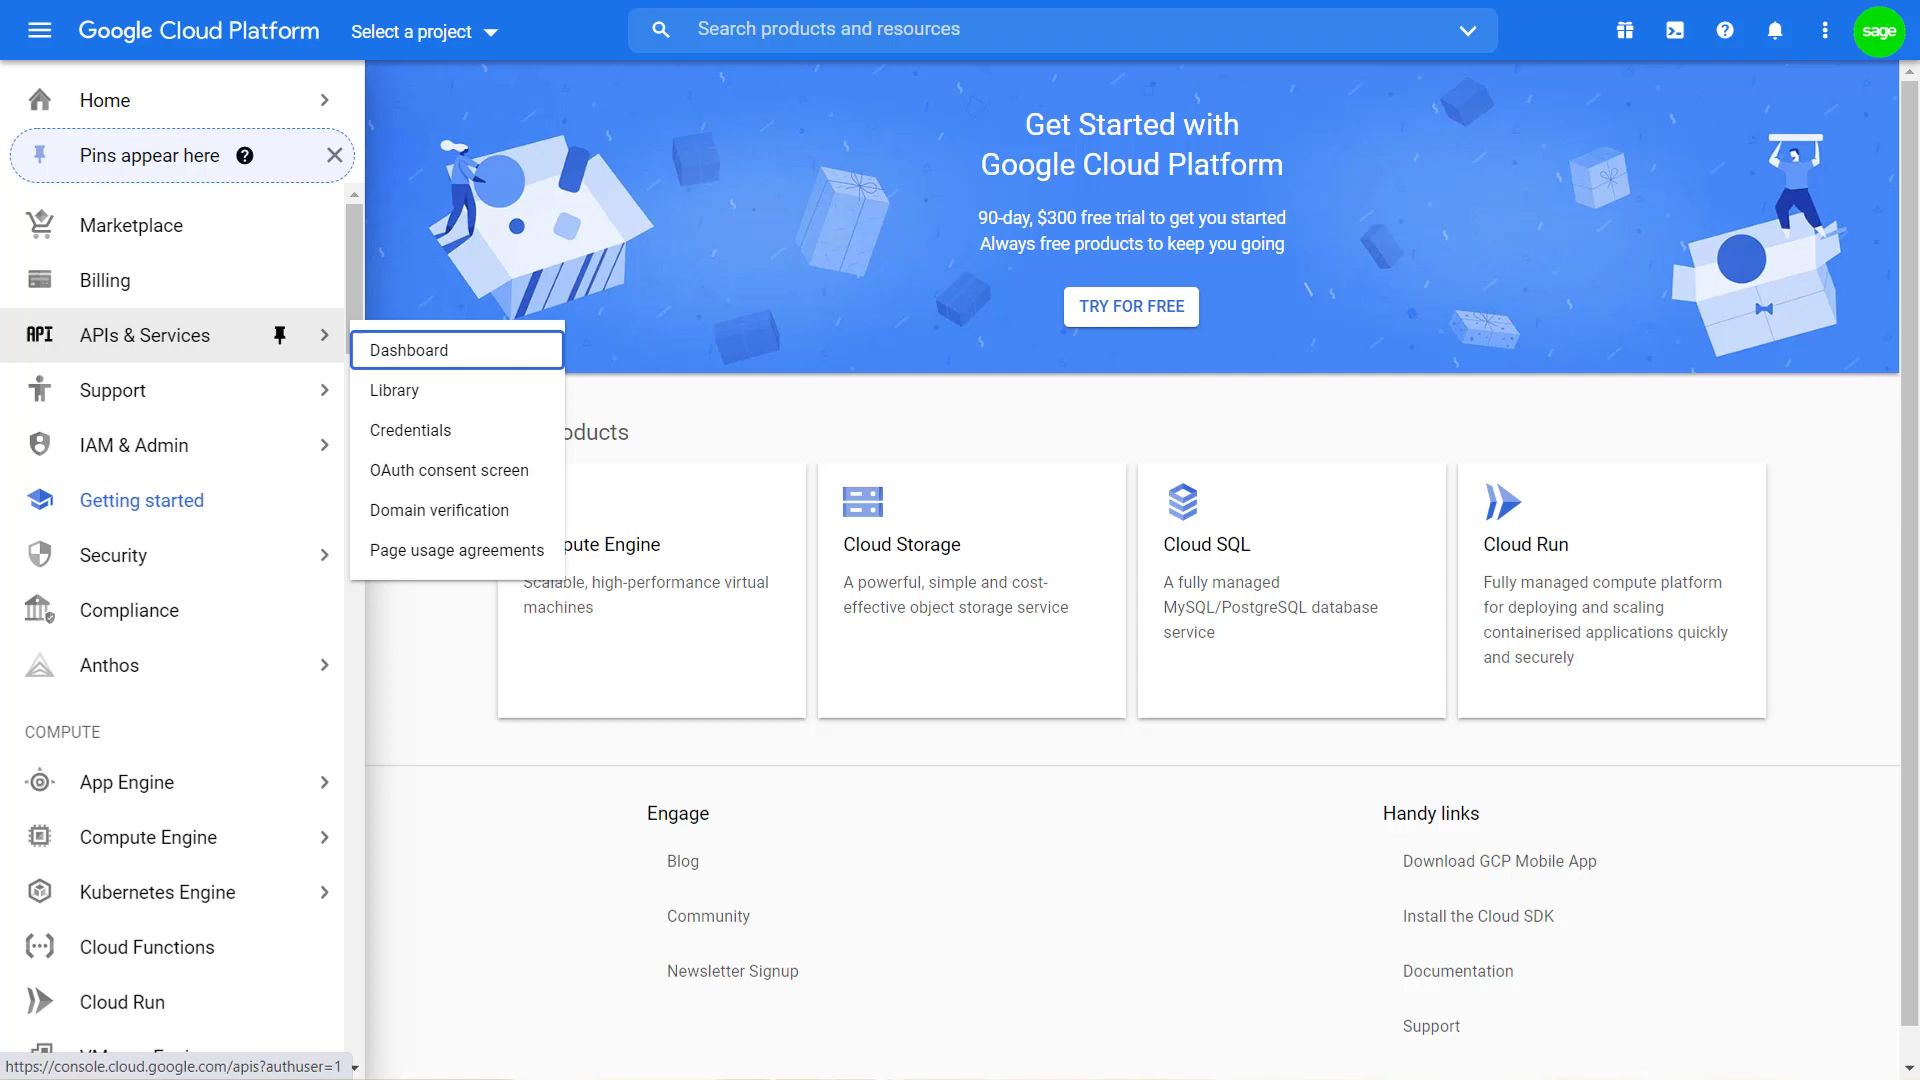 Google Cloud Platform
Select a project
Search products and resources
sage
Home
Pins appear here
Marketplace
Billing
API
APIs & Services
Support
IAM & Admin
Getting started
Security
Compliance
Anthos
COMPUTE
App Engine
Compute Engine
Kubernetes Engine
Cloud Functions
Cloud Run
https://console.cloud.google.com/apis?authuser=1
Dashboard
Library
Credentials
OAuth consent screen
Domain verification
Page usage agreements
Get Started with
Google Cloud Platform
90-day, $300 free trial to get you started
Always free products to keep you going
TRY FOR FREE
oducts
pute Engine
Scalable, high-performance virtual
machines
Cloud Storage
A powerful, simple and cost-
effective object storage service
Cloud SQL
A fully managed
MySQL/PostgreSQL database
service
Cloud Run
Fully managed compute platform
for deploying and scaling
containerised applications quickly
and securely
Engage
Blog
Community
Newsletter Signup
Handy links
Download GCP Mobile App
Install the Cloud SDK
Documentation
Support